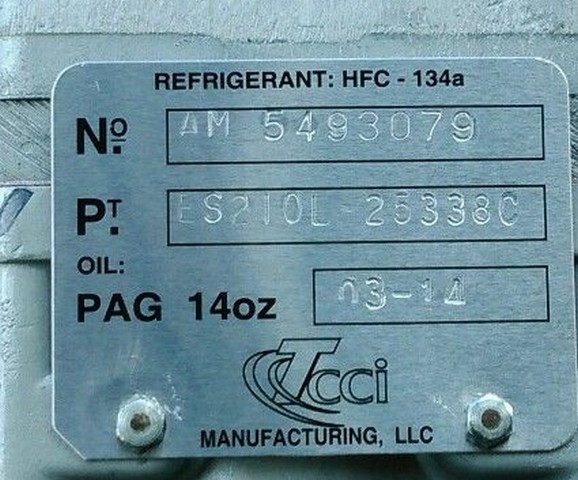 REFRIGERANT: HFC - 134a
No. AM 5493079
PT. ES210L-25338C
OIL:
PAG 14oz 03-14
Tcci
MANUFACTURING, LLC